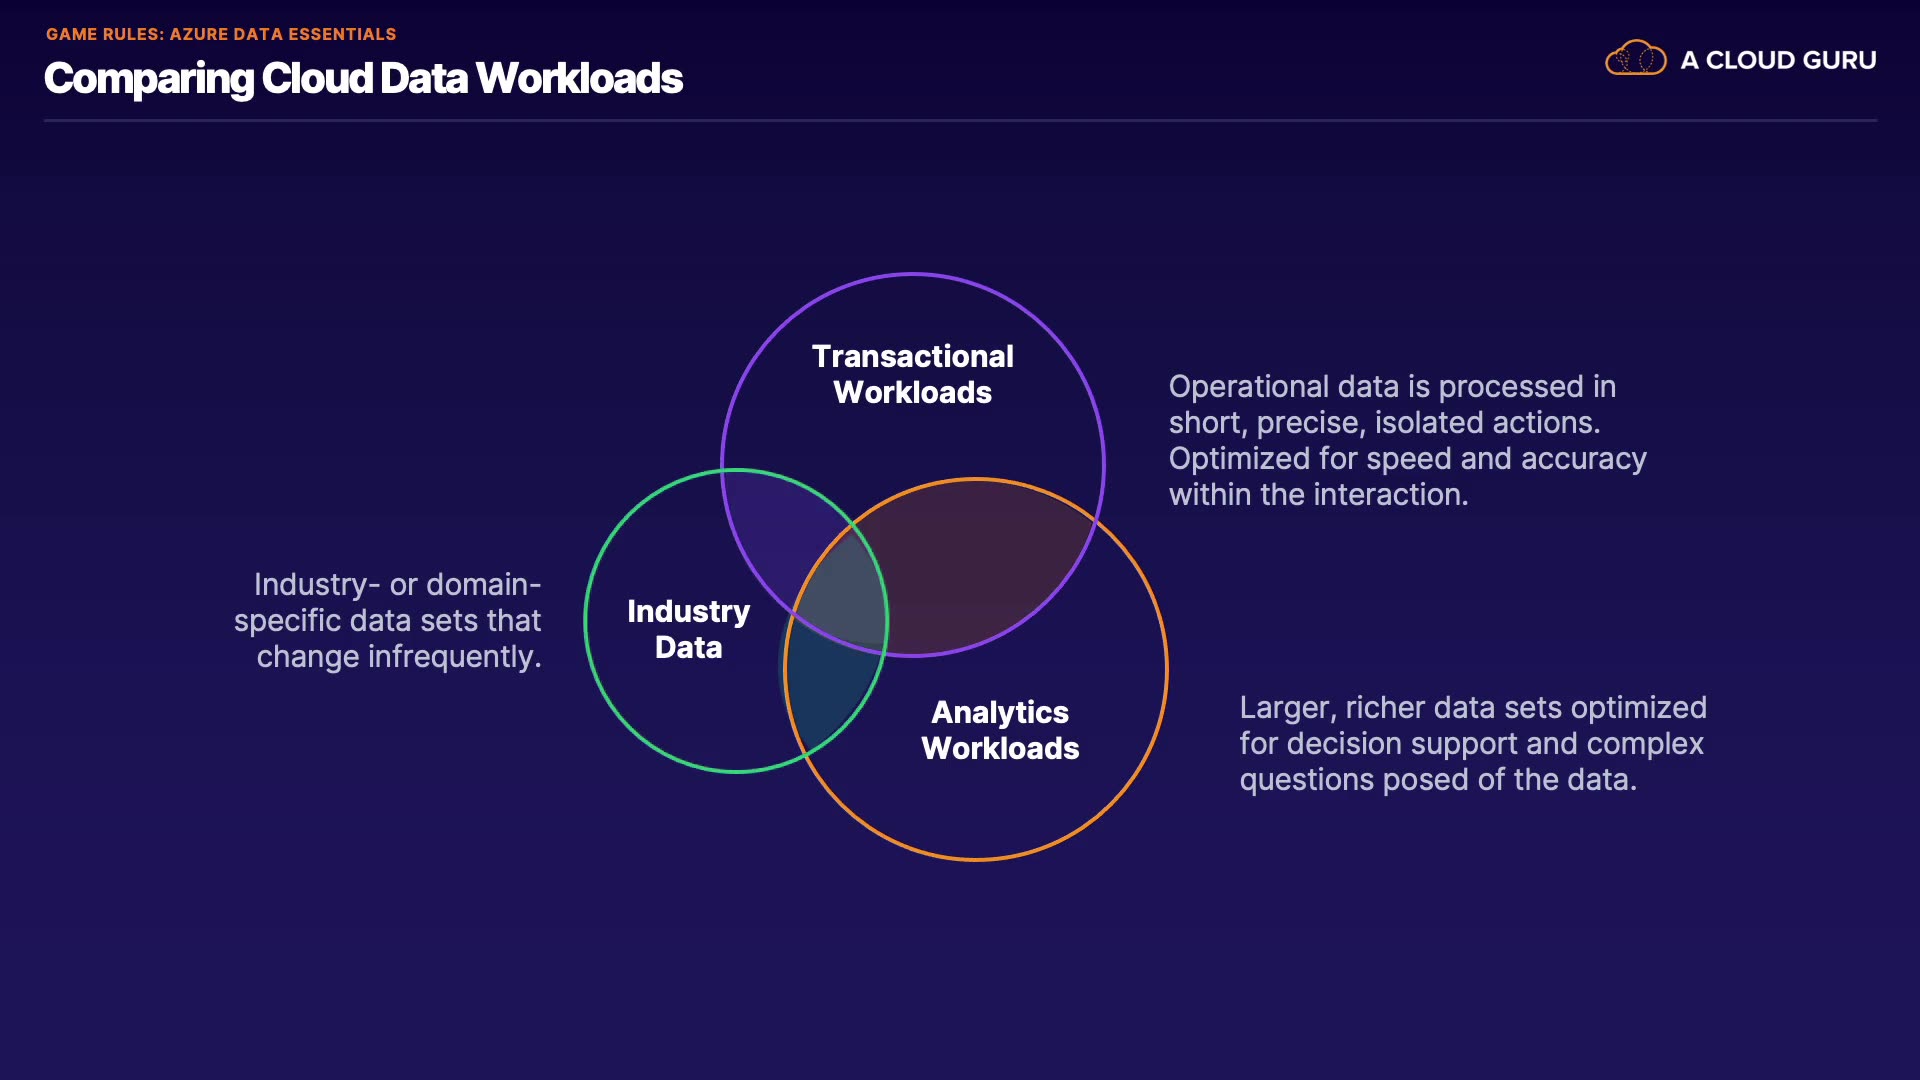 GAME RULES: AZURE DATA ESSENTIALS
Comparing Cloud Data Workloads
A CLOUD GURU
Transactional
Workloads
Operational data is processed in
short, precise, isolated actions.
Optimized for speed and accuracy
within the interaction.
Industry- or domain-
specific data sets that
change infrequently.
Industry
Data
Analytics
Workloads
Larger, richer data sets optimized
for decision support and complex
questions posed of the data.